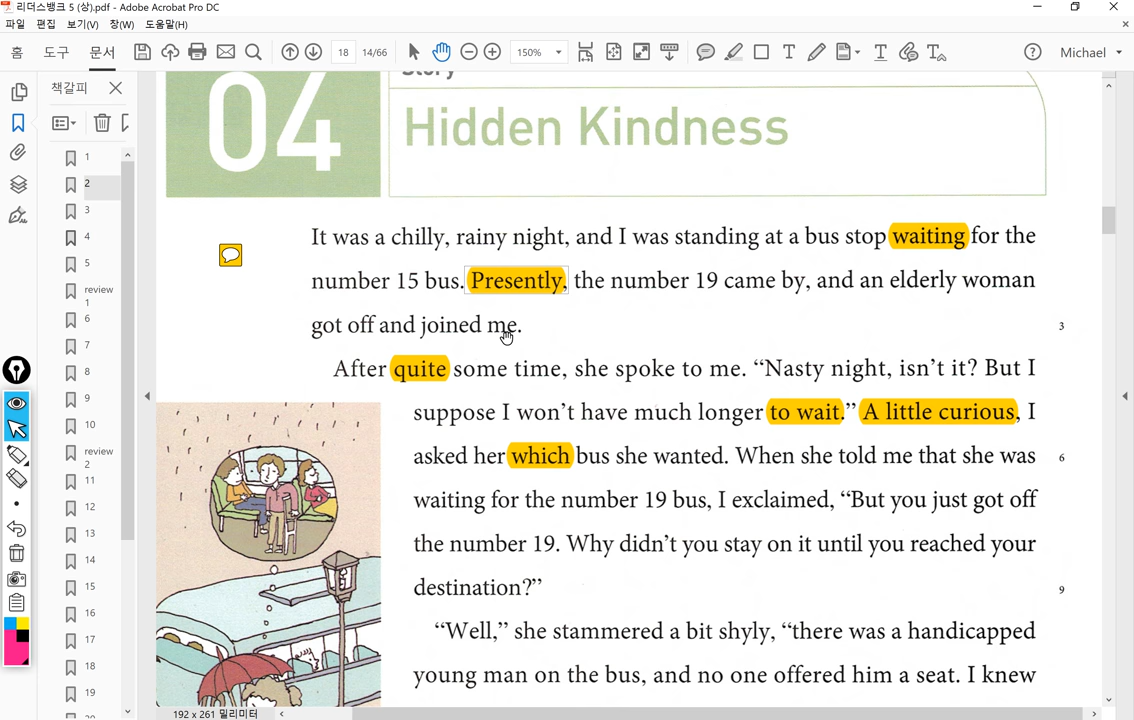 리더스뱅크 5 (상).pdf - Adobe Acrobat Pro DC
파일 편집 보기(V) 창(W) 도움말(H)
홈 도구 문서 18 14/66 150% Michael
책갈피
1
2
3
4
5
review
1
6
7
8
9
10
review
2
11
12
13
14
15
16
17
18
19
20
Story
04 Hidden Kindness
It was a chilly, rainy night, and I was standing at a bus stop waiting for the
number 15 bus. Presently, the number 19 came by, and an elderly woman
got off and joined me. 3
After quite some time, she spoke to me. “Nasty night, isn’t it? But I
suppose I won’t have much longer to wait.” A little curious, I
asked her which bus she wanted. When she told me that she was 6
waiting for the number 19 bus, I exclaimed, “But you just got off
the number 19. Why didn’t you stay on it until you reached your
destination?” 9
“Well,” she stammered a bit shyly, “there was a handicapped
young man on the bus, and no one offered him a seat. I knew
192 x 261 밀리미터